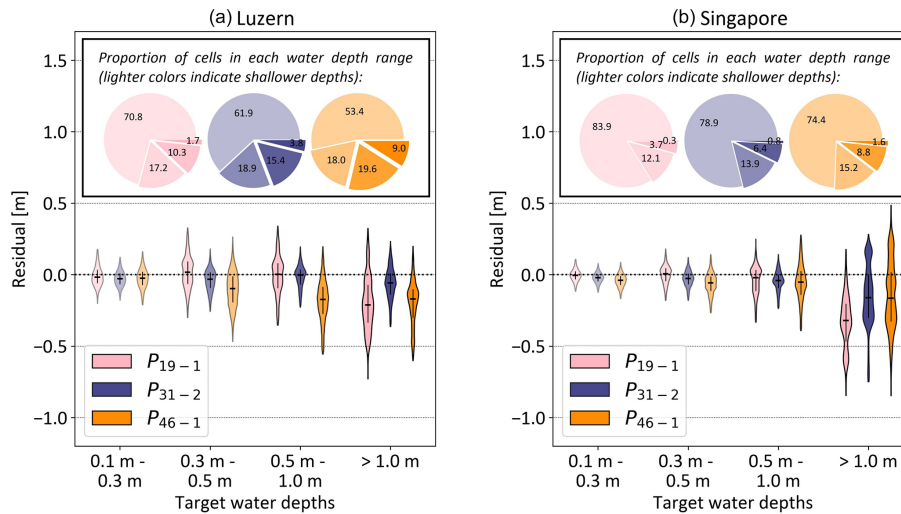 (a) Luzern
Residual [m]
1.5
1.0
0.5
0.0
−0.5
−1.0
Proportion of cells in each water depth range
(lighter colors indicate shallower depths):
70.8
1.7
10.3
17.2
61.9
3.8
15.4
18.9
53.4
9.0
19.6
18.0
P19−1
P31−2
P46−1
0.1 m -
0.3 m
0.3 m -
0.5 m
0.5 m -
1.0 m
> 1.0 m
Target water depths
(b) Singapore
Residual [m]
1.5
1.0
0.5
0.0
−0.5
−1.0
Proportion of cells in each water depth range
(lighter colors indicate shallower depths):
83.9
0.3
3.7
12.1
78.9
0.8
6.4
13.9
74.4
1.6
8.8
15.2
P19−1
P31−2
P46−1
0.1 m -
0.3 m
0.3 m -
0.5 m
0.5 m -
1.0 m
> 1.0 m
Target water depths